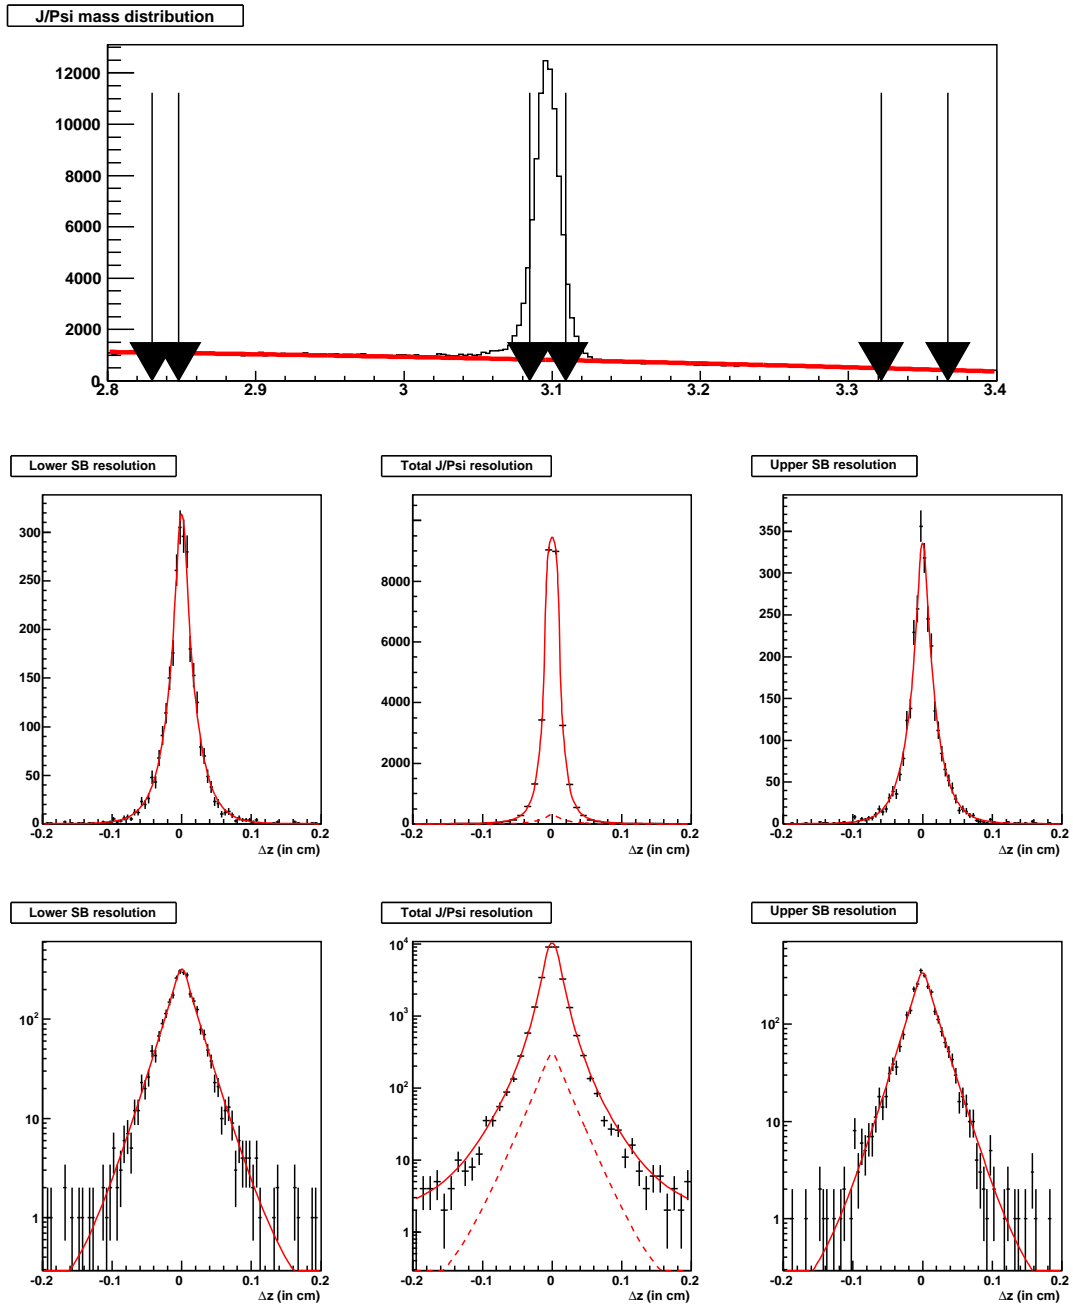 J/Psi mass distribution
12000
10000
8000
6000
4000
2000
0
2.8 2.9 3 3.1 3.2 3.3 3.4
Lower SB resolution
300
250
200
150
100
50
0
-0.2 -0.1 0 0.1 0.2
Δz (in cm)
Total J/Psi resolution
8000
6000
4000
2000
0
-0.2 -0.1 0 0.1 0.2
Δz (in cm)
Upper SB resolution
350
300
250
200
150
100
50
0
-0.2 -0.1 0 0.1 0.2
Δz (in cm)
Lower SB resolution
10²
10
1
-0.2 -0.1 0 0.1 0.2
Δz (in cm)
Total J/Psi resolution
10⁴
10³
10²
10
1
-0.2 -0.1 0 0.1 0.2
Δz (in cm)
Upper SB resolution
10²
10
1
-0.2 -0.1 0 0.1 0.2
Δz (in cm)